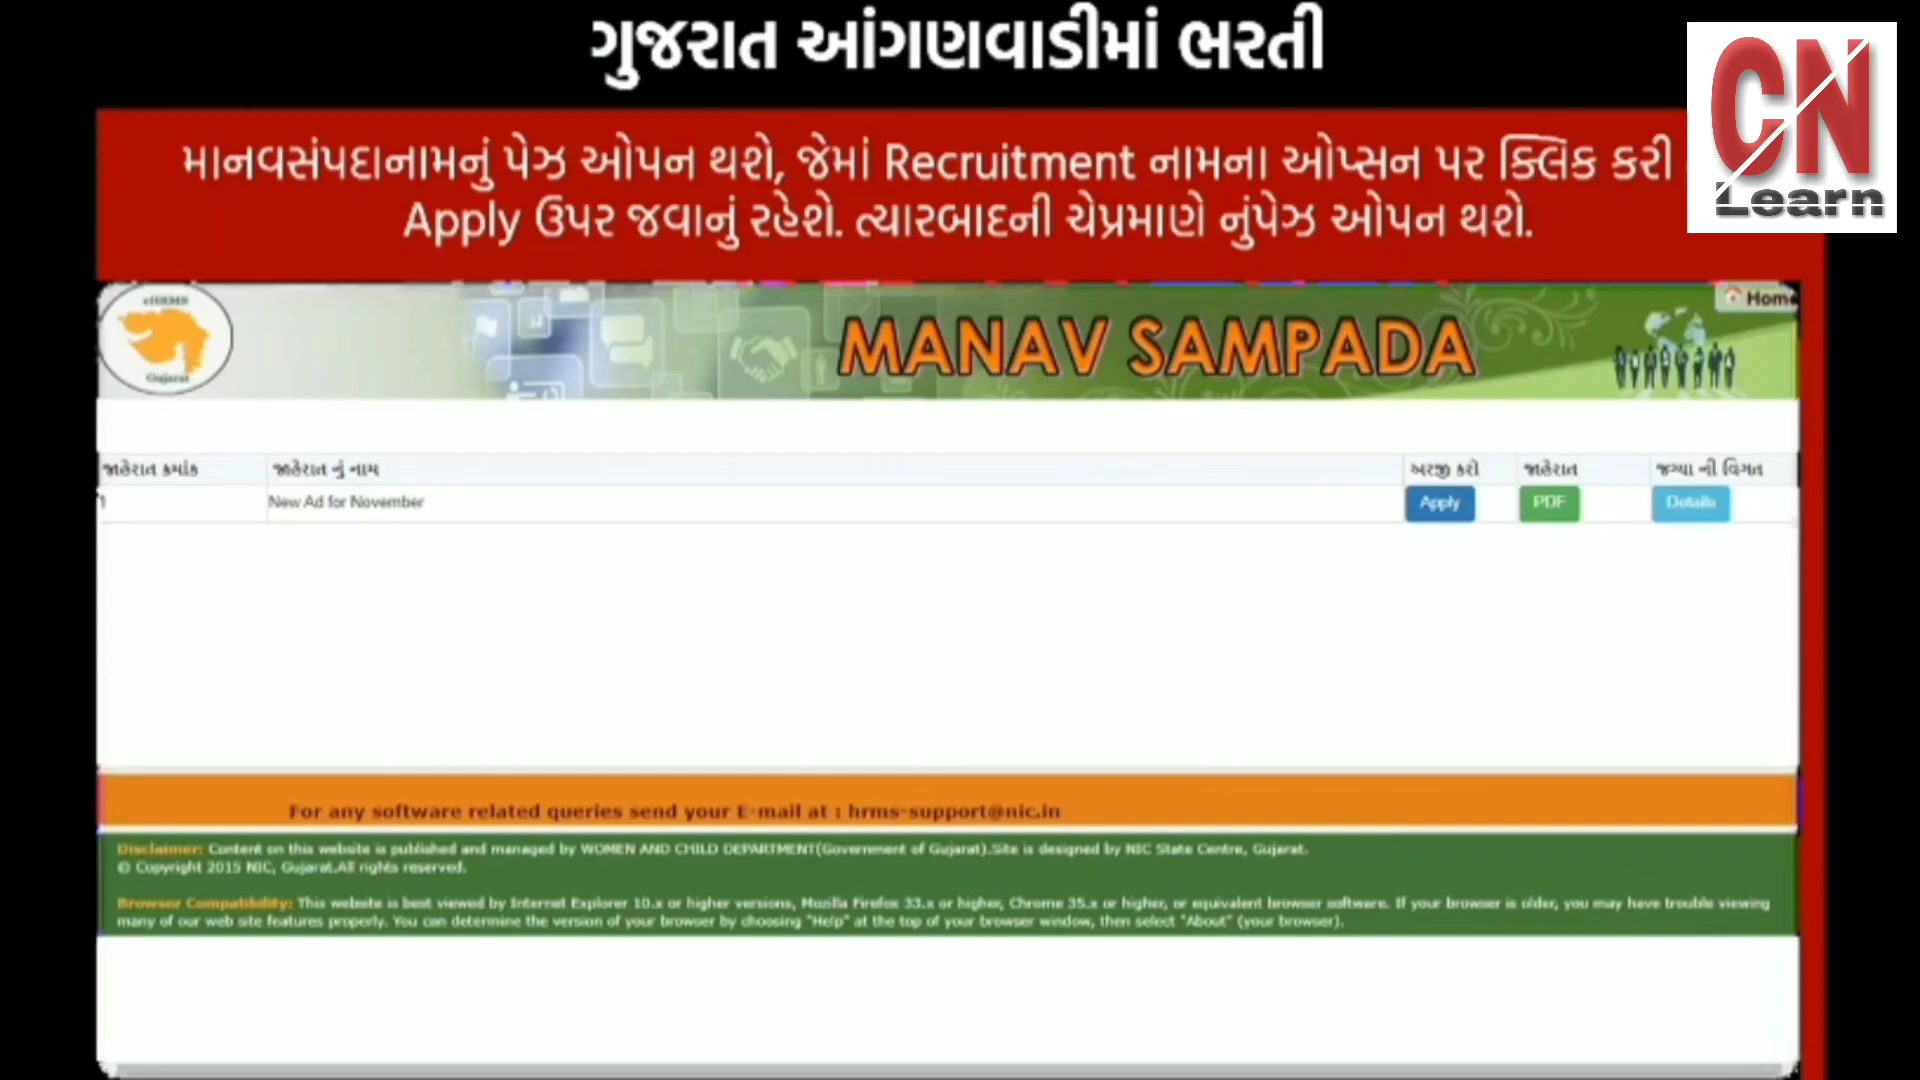 ગુજરાત આંગણવાડીમાં ભરતી
CN
Learn
માનવસંપદાનામનું પેઝ ઓપન થશે, જેમાં Recruitment નામના ઓપ્સન પર ક્લિક કરી
Apply ઉપર જવાનું રહેશે. ત્યારબાદની ચેપ્રમાણે નુંપેઝ ઓપન થશે.
eHRMS
Gujarat
MANAV SAMPADA
Home
જાહેરાત ક્રમાંક જાહેરાત નું નામ અરજી કરો જાહેરાત જગ્યા ની વિગત
1 New Ad for November Apply PDF Details
For any software related queries send your E-mail at : hrms-support@nic.in
Disclaimer: Content on this website is published and managed by WOMEN AND CHILD DEPARTMENT(Government of Gujarat).Site is designed by NIC State Centre, Gujarat.
© Copyright 2015 NIC, Gujarat.All rights reserved.
Browser Compatibility: This website is best viewed by Internet Explorer 10.x or higher versions, Mozilla Firefox 33.x or higher, Chrome 35.x or higher, or equivalent browser software. If your browser is older, you may have trouble viewing
many of our web site features properly. You can determine the version of your browser by choosing "Help" at the top of your browser window, then select "About" (your browser).